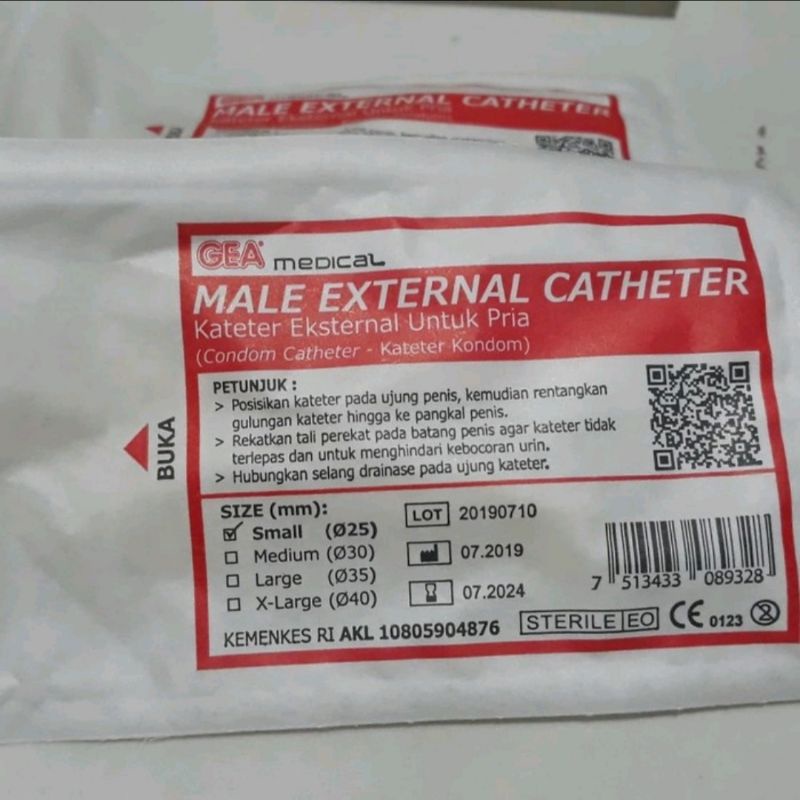 MALE EXTERNAL CATHETER
GEA® MEDICAL
MALE EXTERNAL CATHETER
Kateter Eksternal Untuk Pria
(Condom Catheter - Kateter Kondom)
PETUNJUK :
> Posisikan kateter pada ujung penis, kemudian rentangkan
gulungan kateter hingga ke pangkal penis.
> Rekatkan tali perekat pada batang penis agar kateter tidak
terlepas dan untuk menghindari kebocoran urin.
> Hubungkan selang drainase pada ujung kateter.
BUKA
SIZE (mm):
Small (Ø25)
Medium (Ø30)
Large (Ø35)
X-Large (Ø40)
LOT 20190710
07.2019
07.2024
7 513433 089328
KEMENKES RI AKL 10805904876
STERILE EO CE 0123 2